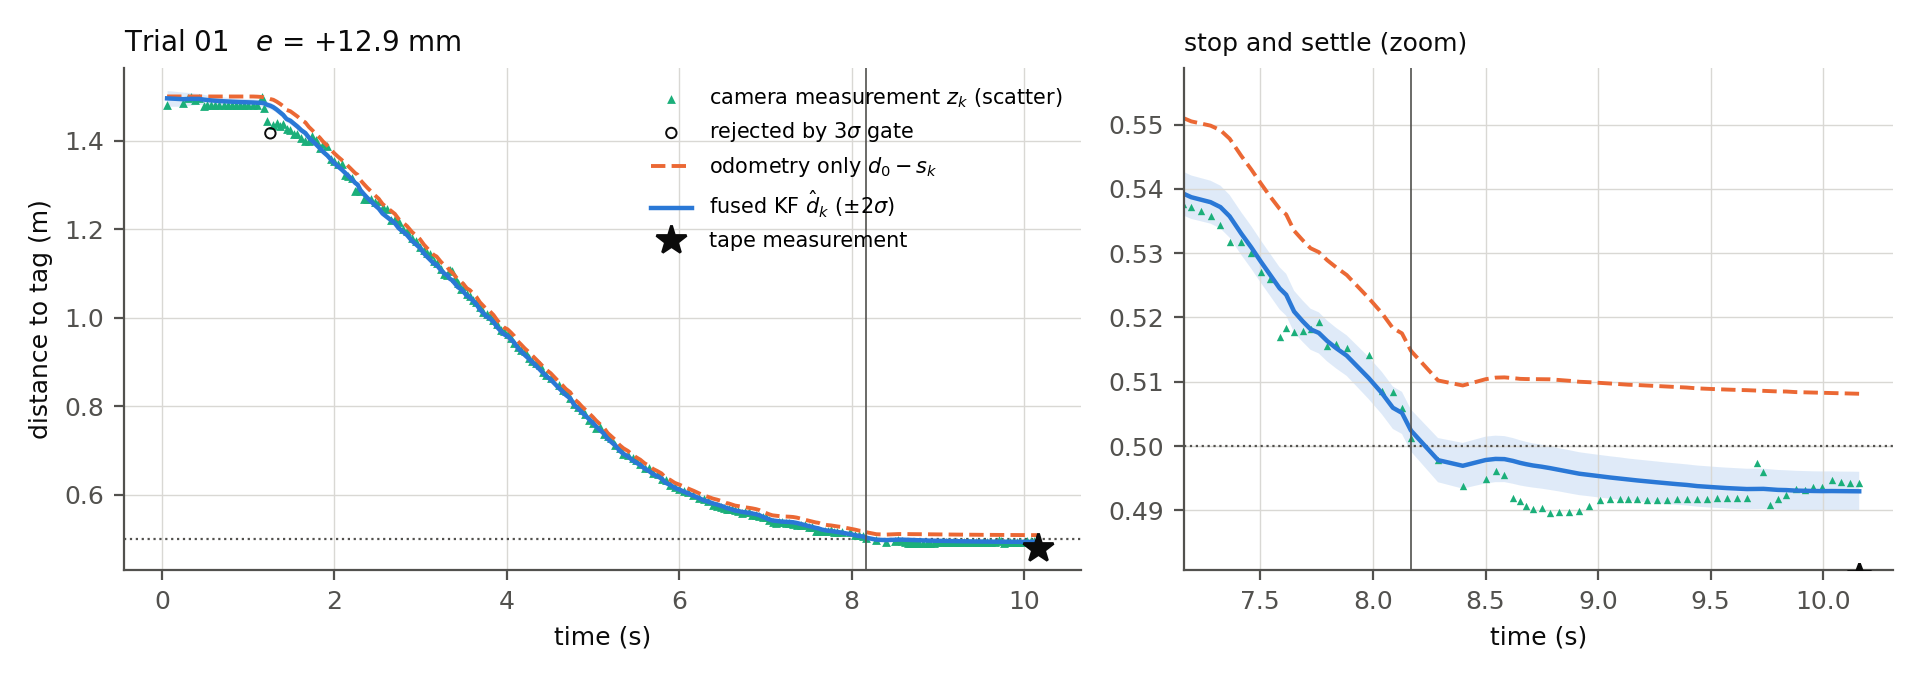 Trial 01 e = +12.9 mm
camera measurement z_k (scatter)
rejected by 3σ gate
odometry only d_0 − s_k
fused KF d̂_k (±2σ)
tape measurement
distance to tag (m)
1.4
1.2
1.0
0.8
0.6
0 2 4 6 8 10
time (s)
stop and settle (zoom)
0.55
0.54
0.53
0.52
0.51
0.50
0.49
7.5 8.0 8.5 9.0 9.5 10.0
time (s)